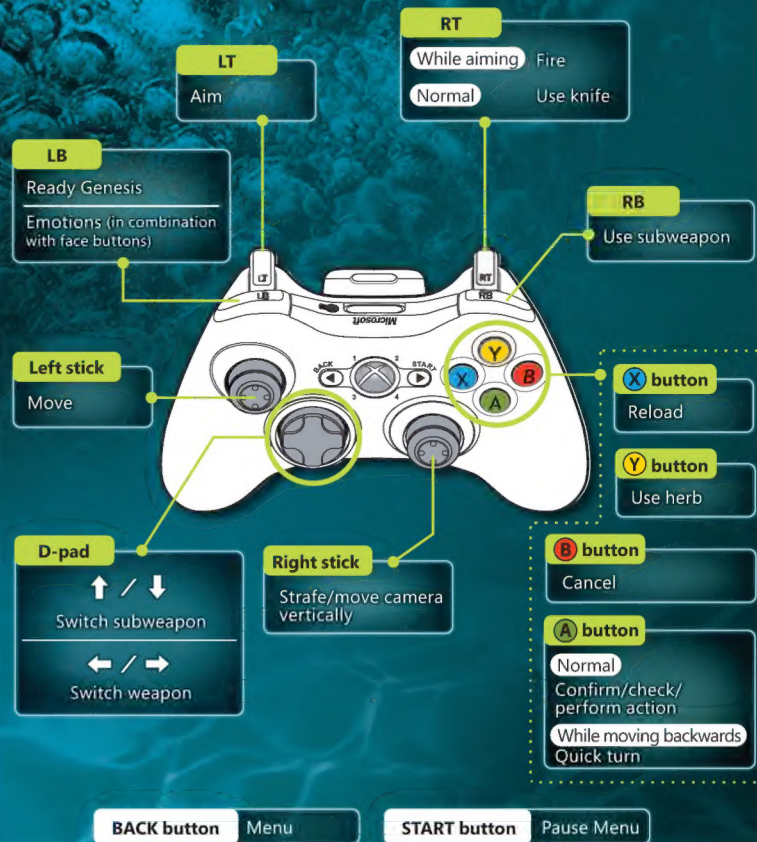 RT
While aiming Fire
Normal Use knife
LT
Aim
LB
Ready Genesis
Emotions (in combination
with face buttons)
RB
Use subweapon
LT
RT
LB
RB
Microsoft
BACK
1
2
START
3
4
Y
X
B
A
Left stick
Move
X button
Reload
Y button
Use herb
D-pad
⬆ / ⬇
Switch subweapon
⬅ / ➡
Switch weapon
Right stick
Strafe/move camera
vertically
B button
Cancel
A button
Normal
Confirm/check/
perform action
While moving backwards
Quick turn
BACK button Menu
START button Pause Menu